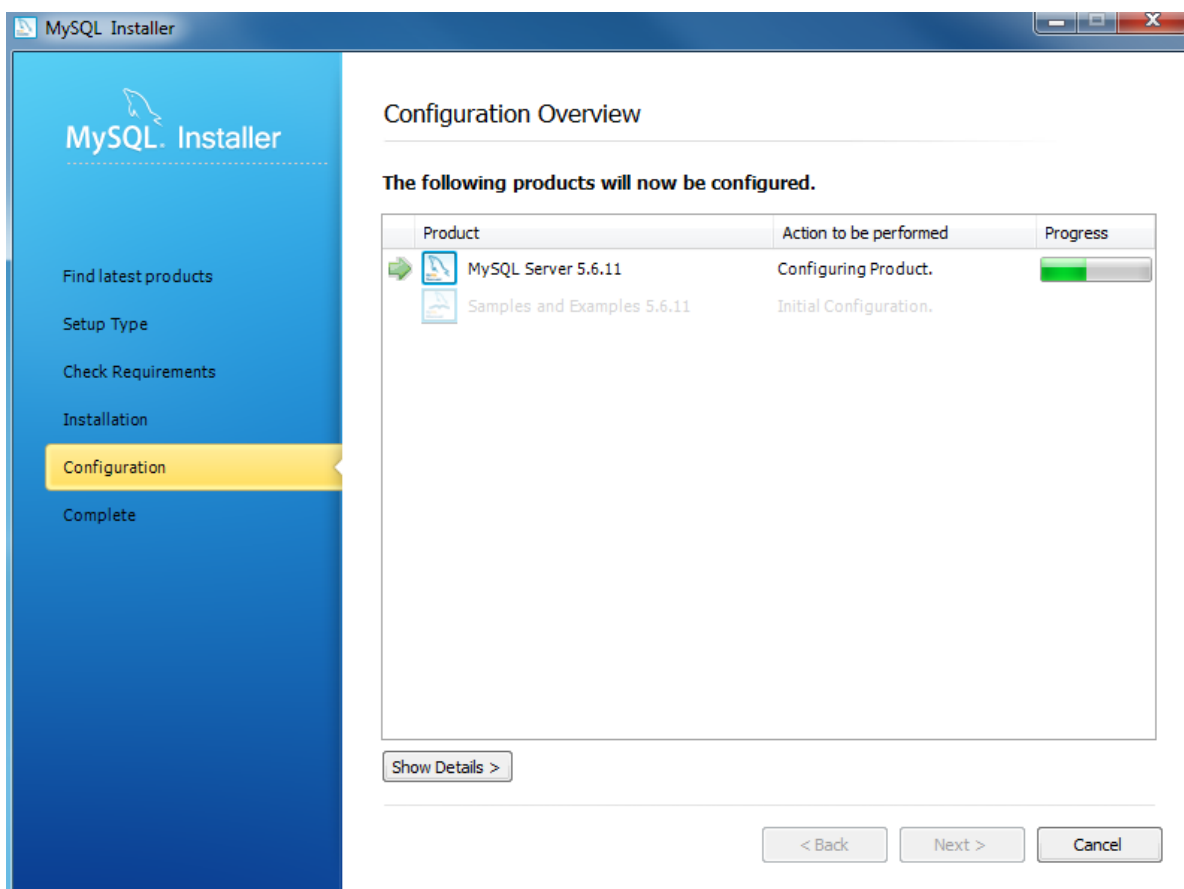 MySQL Installer
MySQL. Installer
Find latest products
Setup Type
Check Requirements
Installation
Configuration
Complete
Configuration Overview
The following products will now be configured.
Product Action to be performed Progress
MySQL Server 5.6.11 Configuring Product.
Samples and Examples 5.6.11 Initial Configuration.
Show Details >
< Back Next > Cancel